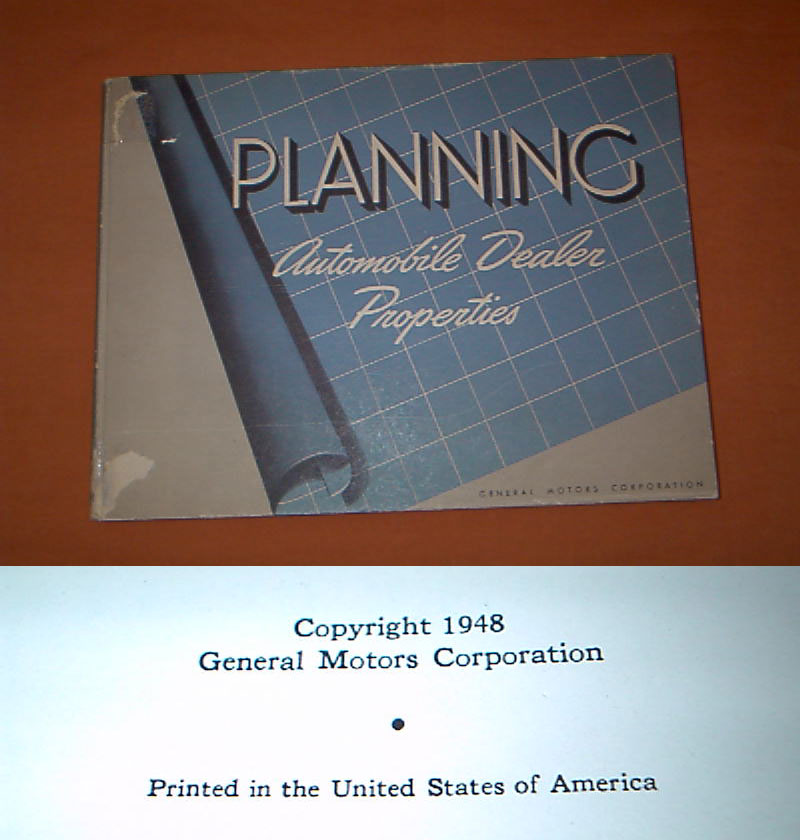 PLANNING
Automobile Dealer
Properties
GENERAL MOTORS CORPORATION
Copyright 1948
General Motors Corporation
Printed in the United States of America